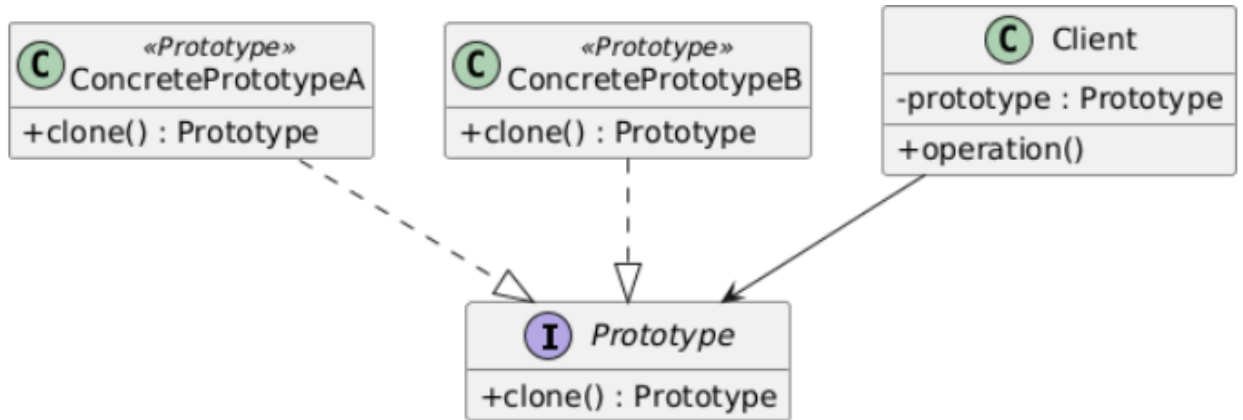 C «Prototype»
ConcretePrototypeA
+clone() : Prototype
C «Prototype»
ConcretePrototypeB
+clone() : Prototype
C Client
-prototype : Prototype
+operation()
I Prototype
+clone() : Prototype